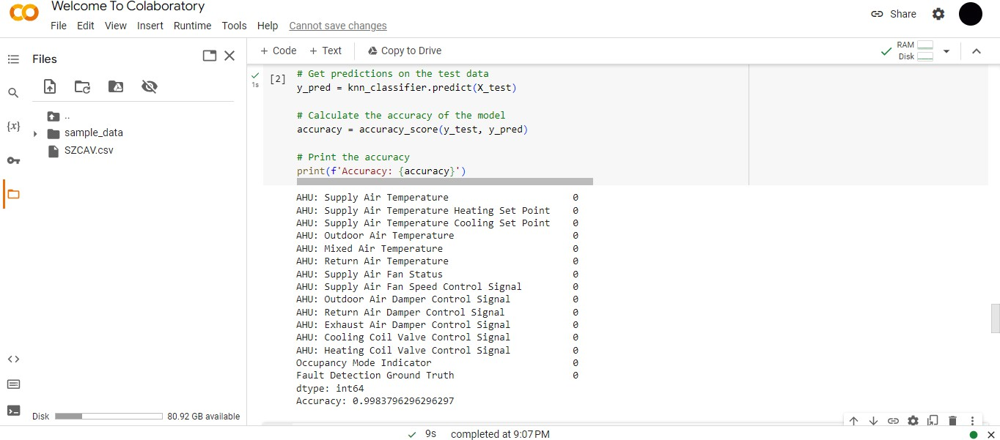 Welcome To Colaboratory
File Edit View Insert Runtime Tools Help Cannot save changes
Share
Files
+ Code + Text Copy to Drive
RAM
Disk
{x}
..
sample_data
SZCAV.csv
1s
[2]
# Get predictions on the test data
y_pred = knn_classifier.predict(X_test)
# Calculate the accuracy of the model
accuracy = accuracy_score(y_test, y_pred)
# Print the accuracy
print(f'Accuracy: {accuracy}')
AHU: Supply Air Temperature 0
AHU: Supply Air Temperature Heating Set Point 0
AHU: Supply Air Temperature Cooling Set Point 0
AHU: Outdoor Air Temperature 0
AHU: Mixed Air Temperature 0
AHU: Return Air Temperature 0
AHU: Supply Air Fan Status 0
AHU: Supply Air Fan Speed Control Signal 0
AHU: Outdoor Air Damper Control Signal 0
AHU: Return Air Damper Control Signal 0
AHU: Exhaust Air Damper Control Signal 0
AHU: Cooling Coil Valve Control Signal 0
AHU: Heating Coil Valve Control Signal 0
Occupancy Mode Indicator 0
Fault Detection Ground Truth 0
dtype: int64
Accuracy: 0.9983796296296297
Disk 80.92 GB available
9s completed at 9:07 PM